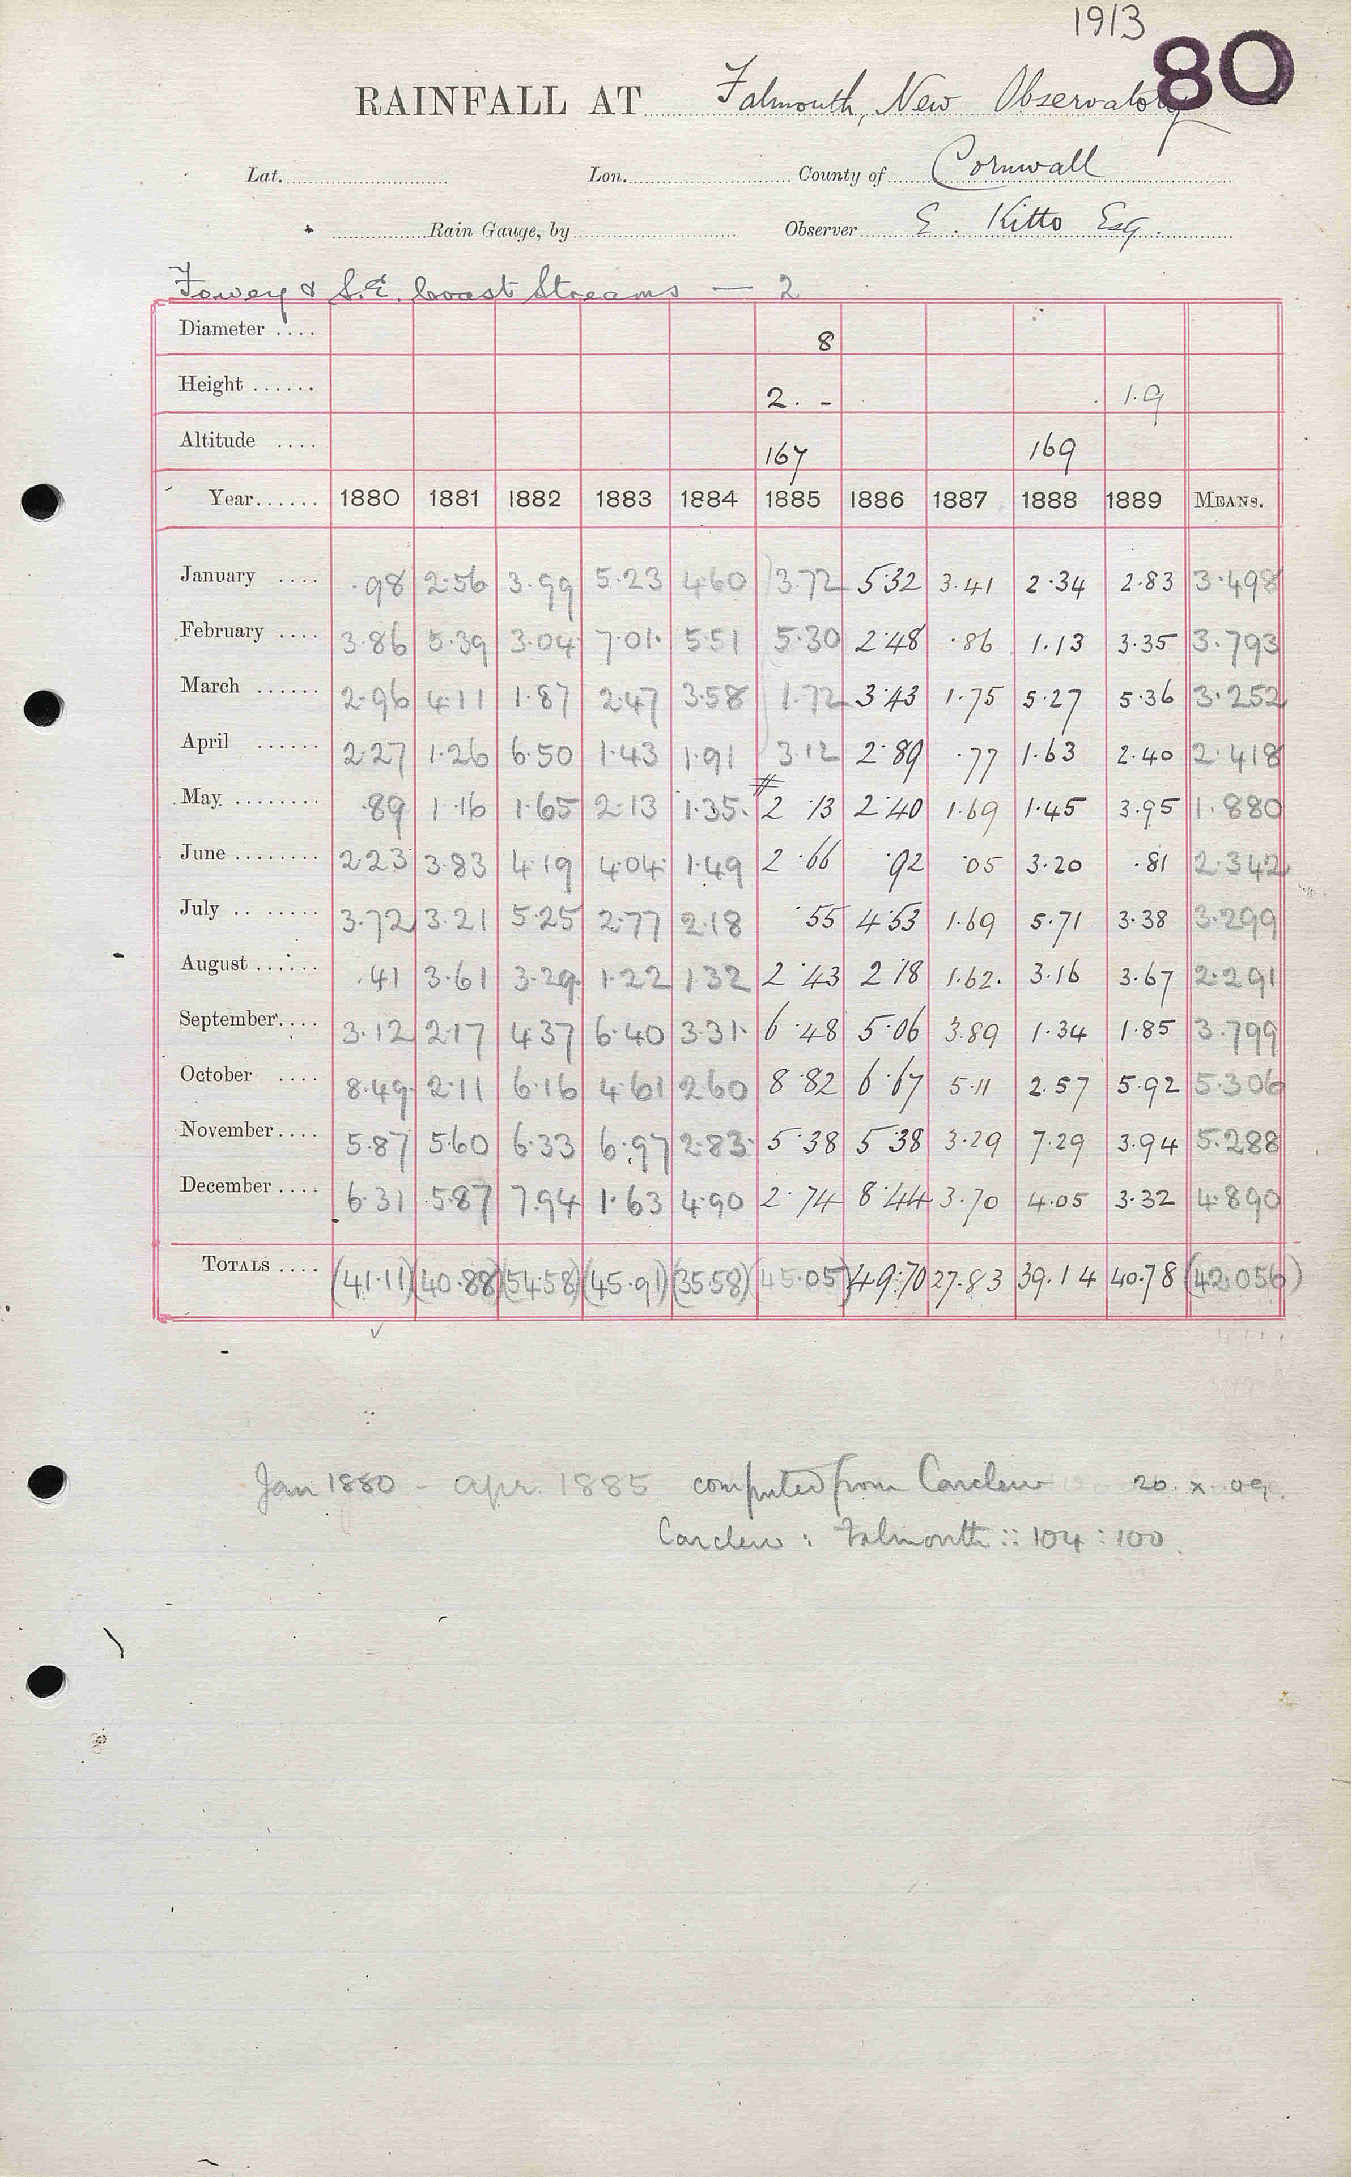 1913
80
RAINFALL AT Falmouth, New Observatory
Lat. Lon. County of Cornwall
Rain Gauge, by Observer E. Kitto Esq.
Fowey & S.E. Coast Streams — 2
Diameter .... 8
Height ...... 2. - 1.9
Altitude .... 167 169
Year...... 1880 1881 1882 1883 1884 1885 1886 1887 1888 1889 MEANS.
January .... .98 2.56 3.99 5.23 4.60 3.72 5.32 3.41 2.34 2.83 3.498
February .... 3.86 5.39 3.04 7.01 5.51 5.30 2.48 .86 1.13 3.35 3.793
March ...... 2.96 4.11 1.87 2.47 3.58 1.72 3.43 1.75 5.27 5.36 3.252
April ...... 2.27 1.26 6.50 1.43 1.91 3.12 2.89 .77 1.63 2.40 2.418
May ........ .89 1.16 1.65 2.13 1.35 2.13 2.40 1.69 1.45 3.95 1.880
June ........ 2.23 3.83 4.19 4.04 1.49 2.66 .92 .05 3.20 .81 2.342
July ........ 3.72 3.21 5.25 2.77 2.18 .55 4.53 1.69 5.71 3.38 3.299
August ...... .41 3.61 3.29 1.22 1.32 2.43 2.18 1.62 3.16 3.67 2.291
September.... 3.12 2.17 4.37 6.40 3.31 6.48 5.06 3.89 1.34 1.85 3.799
October .... 8.49 2.11 6.16 4.61 2.60 8.82 6.67 5.11 2.57 5.92 5.306
November.... 5.87 5.60 6.33 6.97 2.83 5.38 5.38 3.29 7.29 3.94 5.288
December .... 6.31 5.87 7.94 1.63 4.90 2.74 8.44 3.70 4.05 3.32 4.890
TOTALS .... (41.11) (40.88) (54.58) (45.91) (35.58) (45.05) 49.70 27.83 39.14 40.78 (42.056)
Jan 1880 - Apr. 1885 computed from Carclew 20 x 09.
Carclew : Falmouth :: 104 : 100.